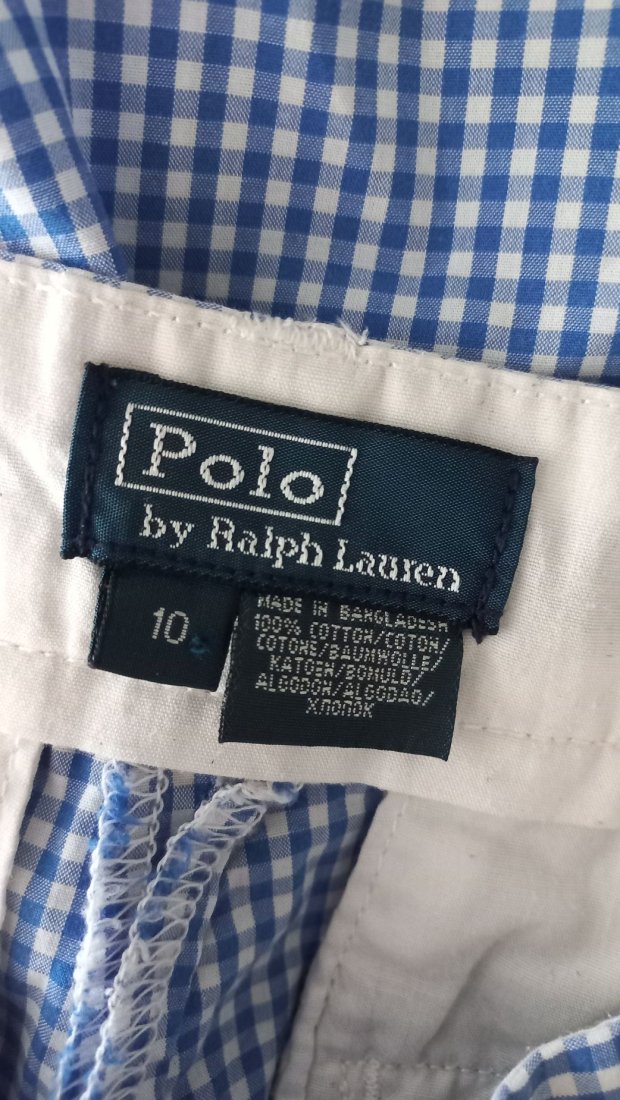 Polo
by Ralph Lauren
10
MADE IN BANGLADESH
100% COTTON/COTON/
COTONE/BAUMWOLLE/
KATOEN/BOMULD/
ALGODON/ALGODAO/
ХЛОПОК